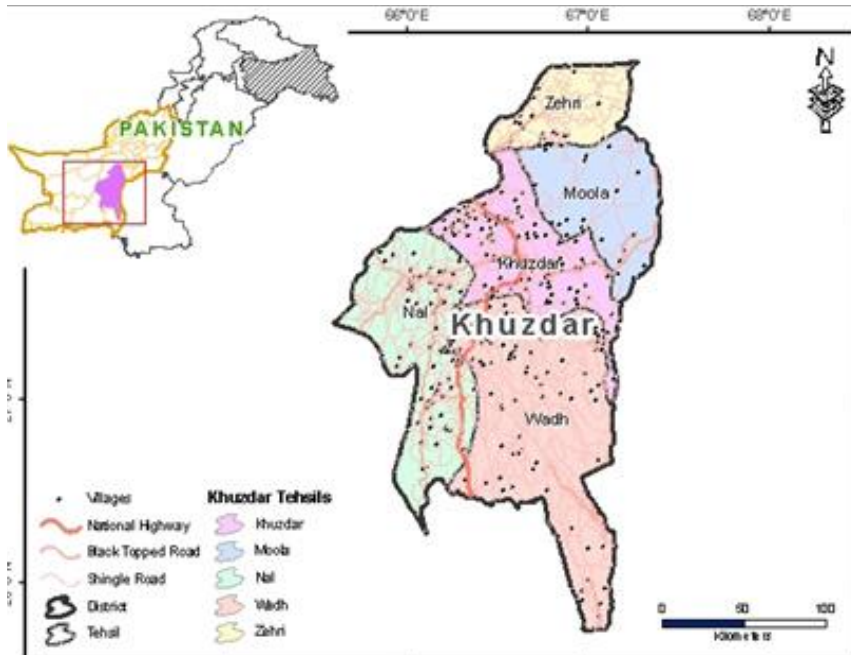 66°0'E 67°0'E 68°0'E
N
PAKISTAN
Zehri
Moola
Khuzdar
Nal
Khuzdar
Wadh
Villages
National Highway
Black Topped Road
Shingle Road
District
Tehsil
Khuzdar Tehsils
Khuzdar
Moola
Nal
Wadh
Zehri
0 50 100
Kilometers